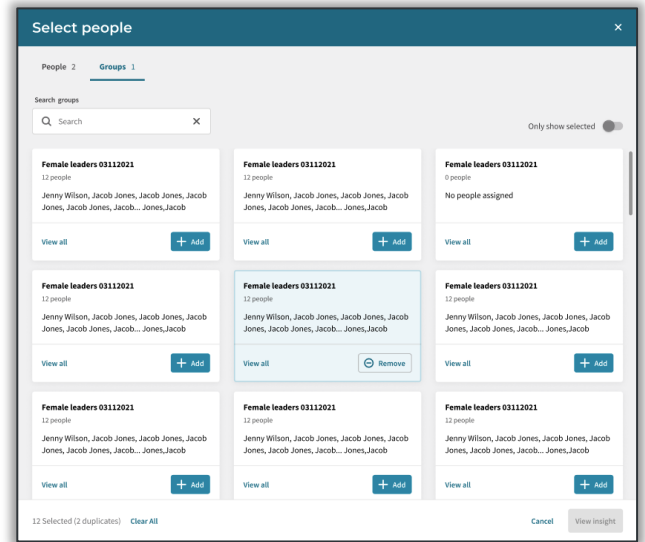 Select people
People 2 Groups 1
Search groups
Search
Only show selected
Female leaders 03112021
12 people
Jenny Wilson, Jacob Jones, Jacob Jones, Jacob
Jones, Jacob Jones, Jacob... Jones,Jacob
View all + Add
Female leaders 03112021
12 people
Jenny Wilson, Jacob Jones, Jacob Jones, Jacob
Jones, Jacob Jones, Jacob... Jones,Jacob
View all + Add
Female leaders 03112021
0 people
No people assigned
View all + Add
Female leaders 03112021
12 people
Jenny Wilson, Jacob Jones, Jacob Jones, Jacob
Jones, Jacob Jones, Jacob... Jones,Jacob
View all + Add
Female leaders 03112021
12 people
Jenny Wilson, Jacob Jones, Jacob Jones, Jacob
Jones, Jacob Jones, Jacob... Jones,Jacob
View all Remove
Female leaders 03112021
12 people
Jenny Wilson, Jacob Jones, Jacob Jones, Jacob
Jones, Jacob Jones, Jacob... Jones,Jacob
View all + Add
Female leaders 03112021
12 people
Jenny Wilson, Jacob Jones, Jacob Jones, Jacob
Jones, Jacob Jones, Jacob... Jones,Jacob
View all + Add
Female leaders 03112021
12 people
Jenny Wilson, Jacob Jones, Jacob Jones, Jacob
Jones, Jacob Jones, Jacob... Jones,Jacob
View all + Add
Female leaders 03112021
12 people
Jenny Wilson, Jacob Jones, Jacob Jones, Jacob
Jones, Jacob Jones, Jacob... Jones,Jacob
View all + Add
12 Selected (2 duplicates) Clear All
Cancel View insight